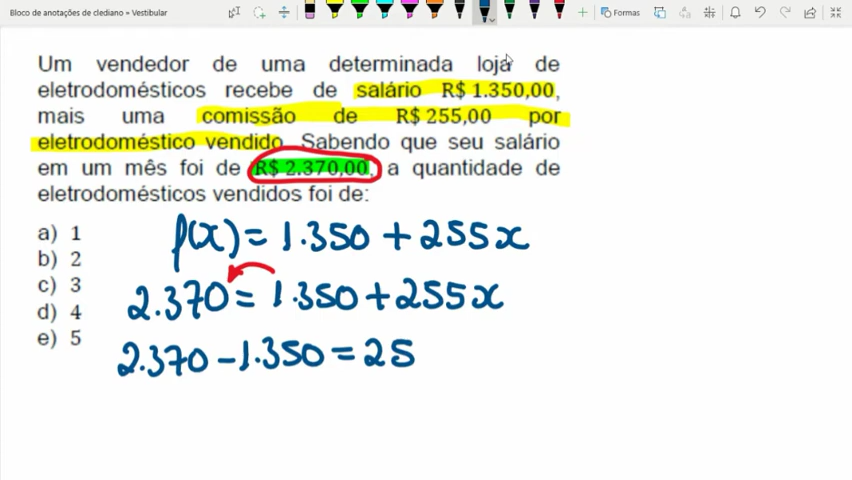 Bloco de anotações de clediano » Vestibular
Formas
Um vendedor de uma determinada loja de
eletrodomésticos recebe de salário R$ 1.350,00,
mais uma comissão de R$ 255,00 por
eletrodoméstico vendido. Sabendo que seu salário
em um mês foi de R$ 2.370,00, a quantidade de
eletrodomésticos vendidos foi de:
a) 1
b) 2
c) 3
d) 4
e) 5
f(x) = 1.350 + 255x
2.370 = 1.350 + 255x
2.370 - 1.350 = 25